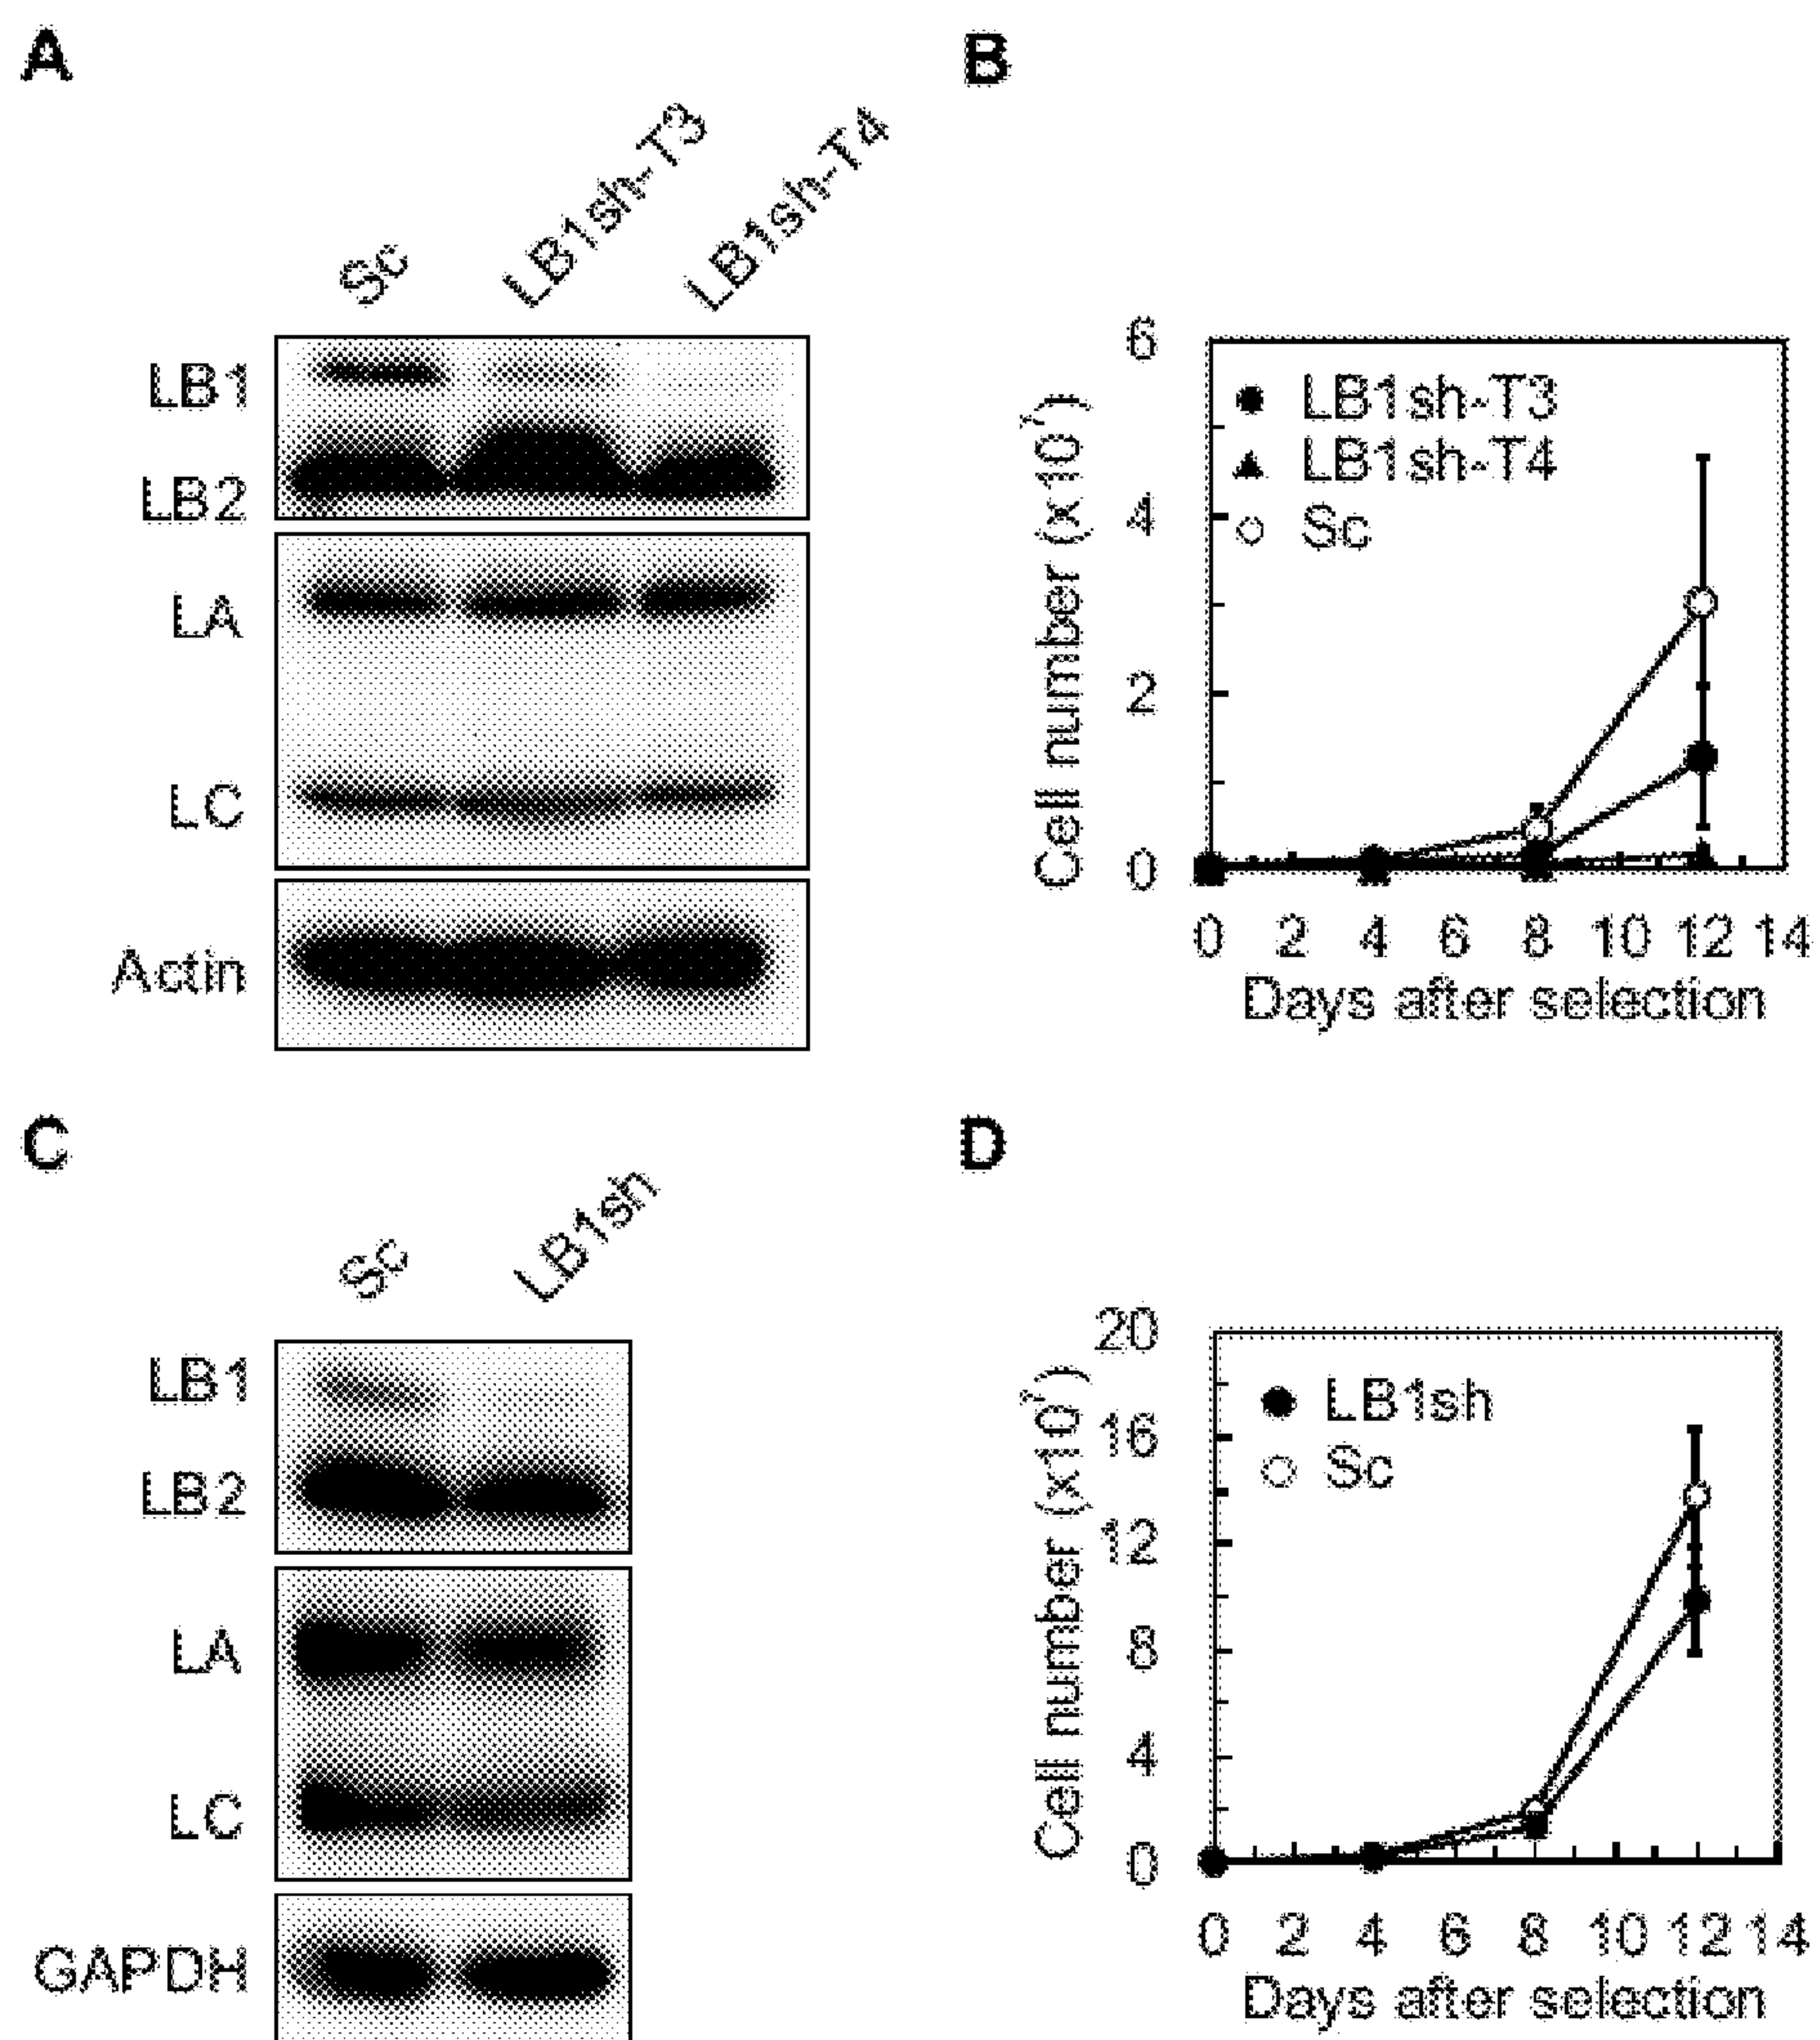 A
Sc
LB1sh-T3
LB1sh-T4
LB1
LB2
LA
LC
Actin
B
Cell number (x10⁷)
6
4
2
0
LB1sh-T3
LB1sh-T4
Sc
0 2 4 6 8 10 12 14
Days after selection
C
Sc
LB1sh
LB1
LB2
LA
LC
GAPDH
D
Cell number (x10⁷)
20
16
12
8
4
0
LB1sh
Sc
0 2 4 6 8 10 12 14
Days after selection